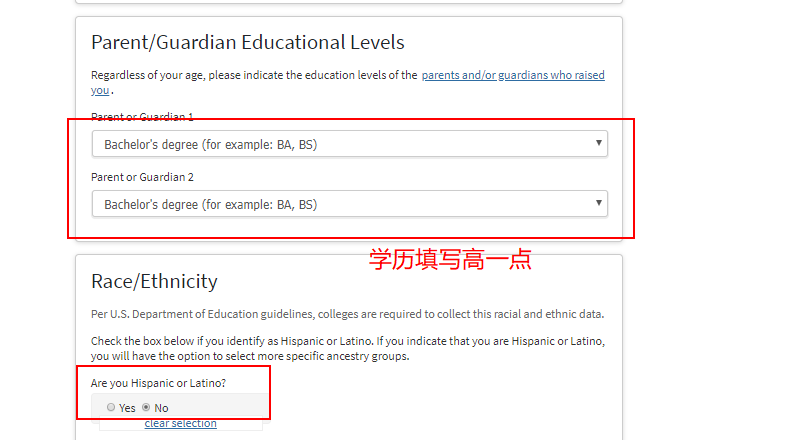 Parent/Guardian Educational Levels
Regardless of your age, please indicate the education levels of the parents and/or guardians who raised
you.
Parent or Guardian 1
Bachelor's degree (for example: BA, BS)
Parent or Guardian 2
Bachelor's degree (for example: BA, BS)
学历填写高一点
Race/Ethnicity
Per U.S. Department of Education guidelines, colleges are required to collect this racial and ethnic data.
Check the box below if you identify as Hispanic or Latino. If you indicate that you are Hispanic or Latino,
you will have the option to select more specific ancestry groups.
Are you Hispanic or Latino?
Yes No
clear selection